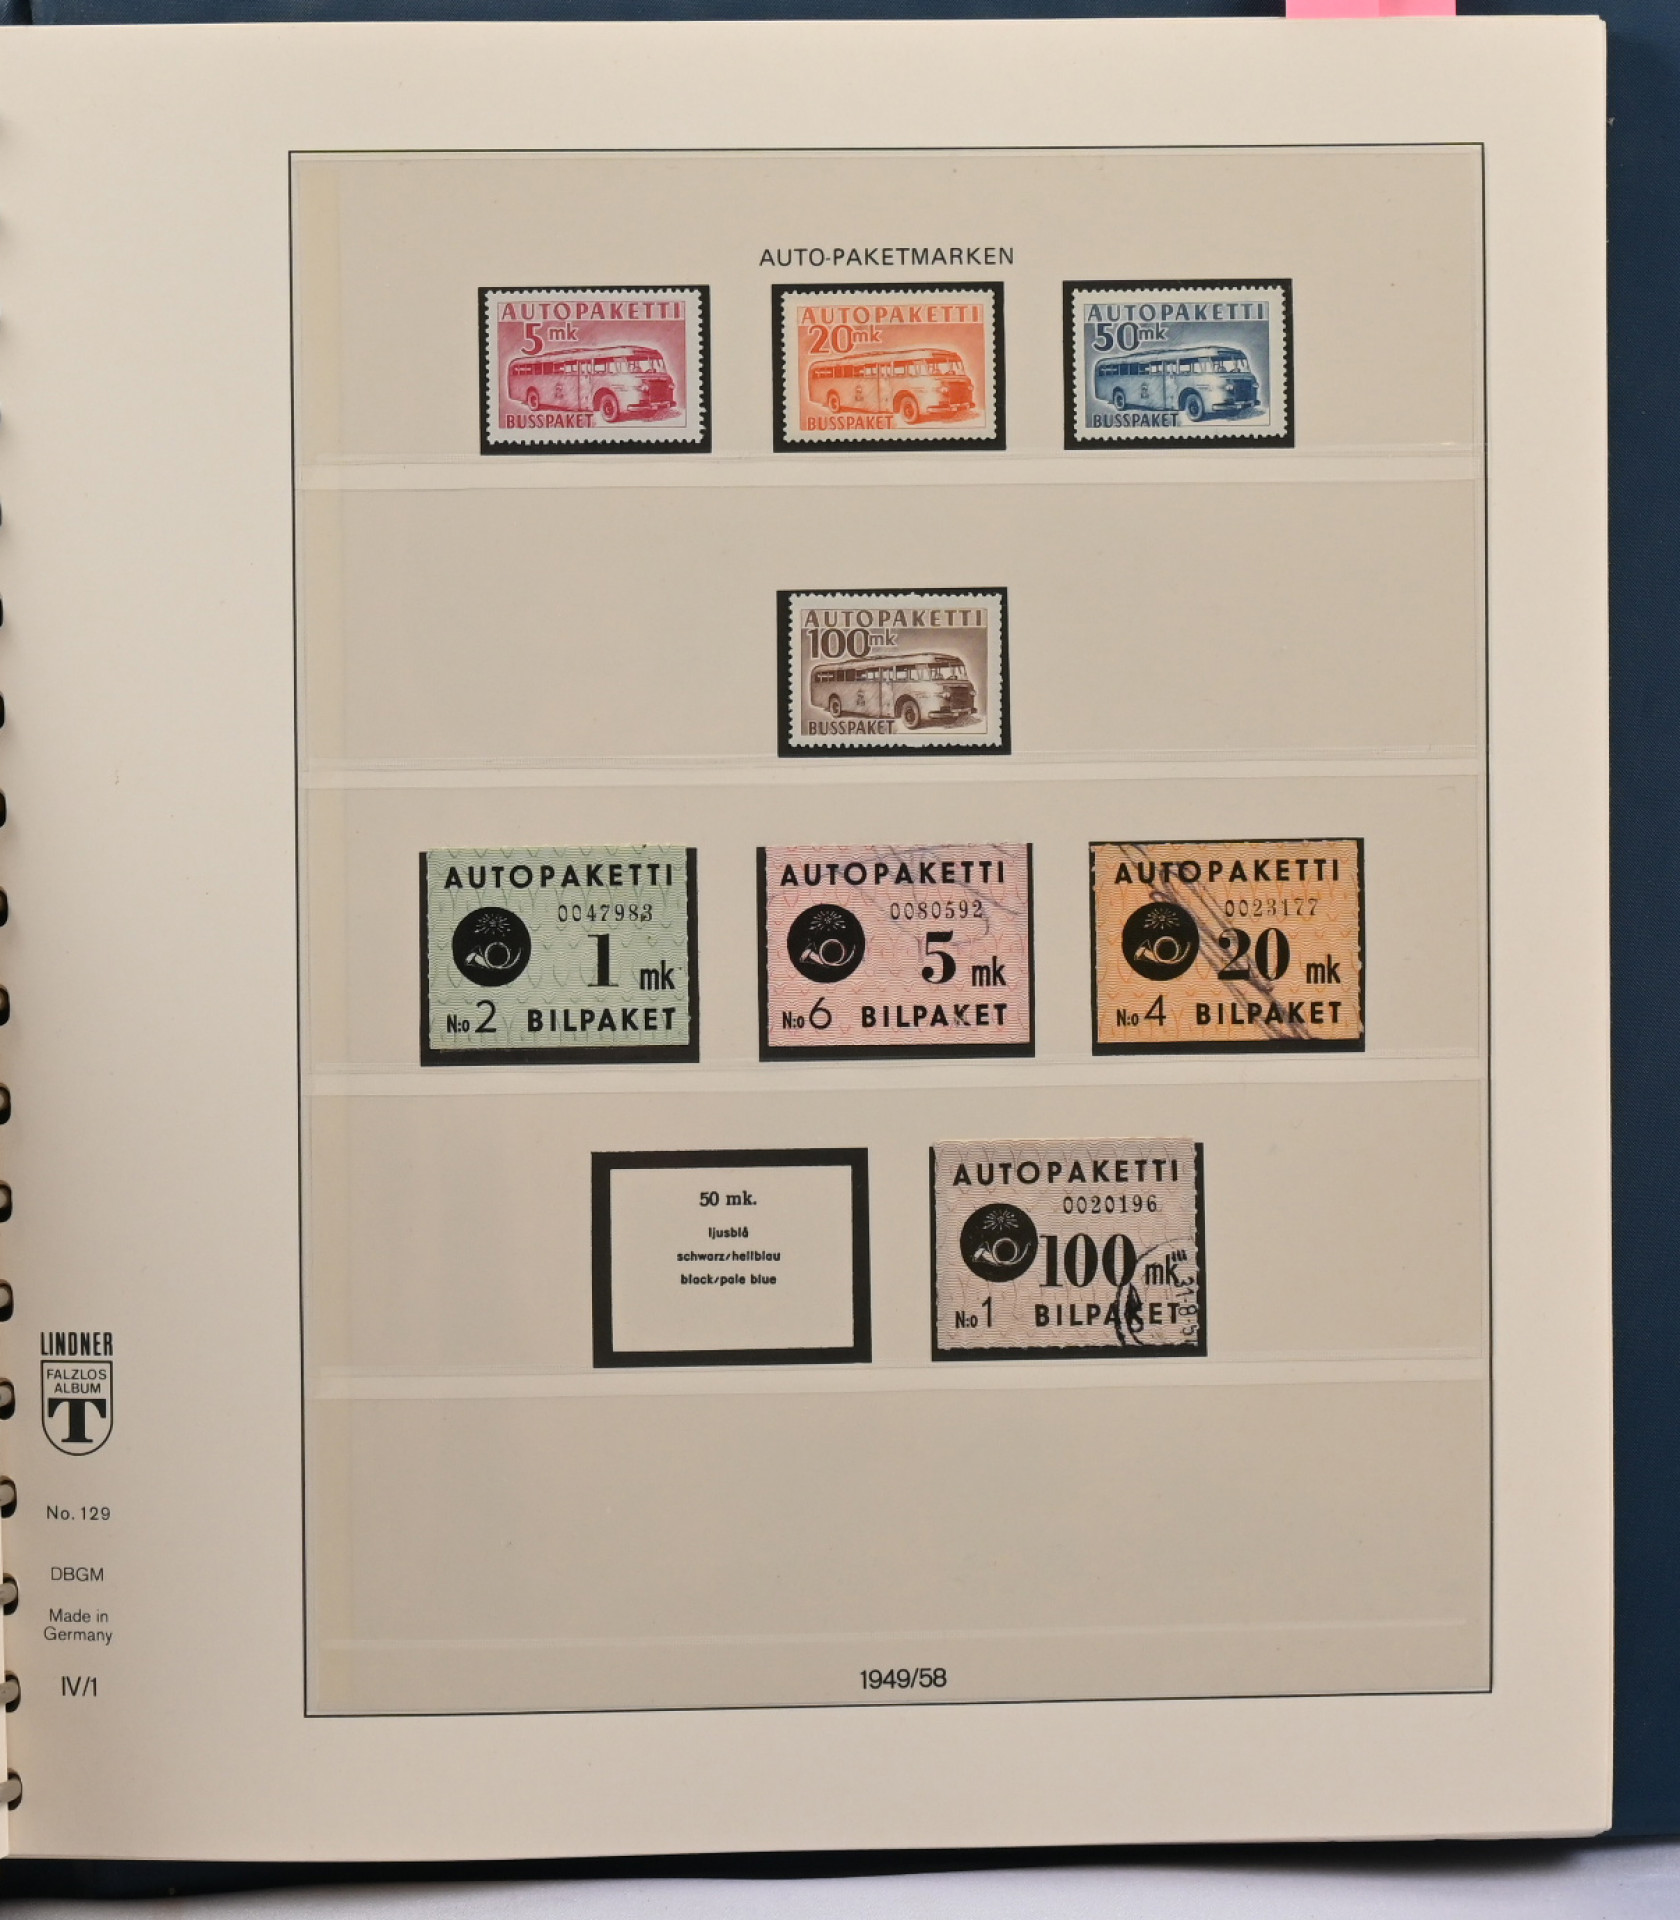 AUTO-PAKETMARKEN
AUTOPAKETTI
5 mk
BUSSPAKET
AUTOPAKETTI
20 mk
BUSSPAKET
AUTOPAKETTI
50 mk
BUSSPAKET
AUTOPAKETTI
100 mk
BUSSPAKET
AUTOPAKETTI
0047983
1 mk
N:o 2 BILPAKET
AUTOPAKETTI
0080592
5 mk
N:o 6 BILPAKET
AUTOPAKETTI
0023177
20 mk
N:o 4 BILPAKET
50 mk.
ljusblå
schwarz/hellblau
black/pale blue
AUTOPAKETTI
0020196
100 mk
N:o 1 BILPAKET
LINDNER
FALZLOS
ALBUM
T
No. 129
DBGM
Made in
Germany
IV/1
1949/58